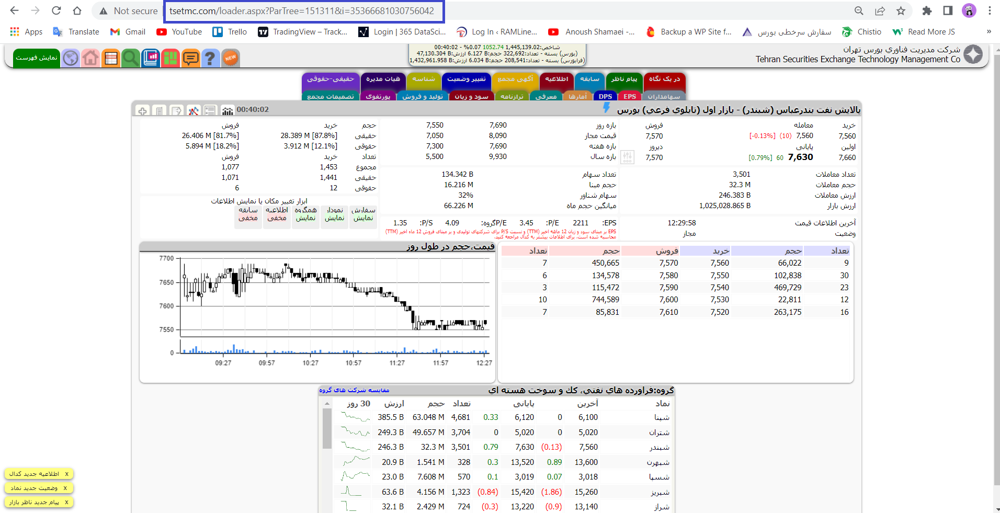 Not secure tsetmc.com/loader.aspx?ParTree=151311&i=35366681030756042
Apps Translate Gmail YouTube Trello TradingView – Track... Login | 365 DataSci... Log In ‹ RAMLine... Anoush Shamaei -... Backup a WP Site f... سفارش سرخطی بورس Chistio Read More JS »
نمایش فهرست
NEW
شاخص:1,445,139.02 1052.74 0.07% - 00:40:02
(بورس) بسته - تعداد:322,692 حجم:6.127 B ارزش:47,130.304 B
(فرابورس) بسته - تعداد:208,541 حجم:6.034 B ارزش:1,432,961.958 B
شركت مديريت فناوري بورس تهران
Tehran Securities Exchange Technology Management Co
در یک نگاه پیام ناظر سابقه اطلاعیه آگهی مجمع تغییر وضعیت شناسه هیات مدیره حقیقی-حقوقی
سهامداران EPS DPS آمارها معرفی ترازنامه سود و زیان تولید و فروش پورتفوی تصمیمات مجمع
پالایش نفت بندرعباس (شبندر) - بازار اول (تابلوي فرعي) بورس
00:40:02
خرید معامله فروش
7,560 7,560 (10) [-0.13%] 7,570
اولین پایانی دیروز
7,660 7,630 60 [0.79%] 7,570
تعداد معاملات 3,501
حجم معاملات 32.3 M
ارزش معاملات 246.383 B
ارزش بازار 1,025,028.865 B
آخرین اطلاعات قیمت 12:29:58
وضعیت مجاز
بازه روز 7,690 7,550
قیمت مجاز 8,090 7,050
بازه هفته 7,690 7,300
بازه سال 9,930 5,500
تعداد سهام 134.342 B
حجم مبنا 16.216 M
سهام شناور 32%
میانگین حجم ماه 66.226 M
EPS: 2211 P/E: 3.45 P/Eگروه: 4.09 P/S: 1.35
EPS بر مبنای سود و زیان 12 ماهه اخیر (TTM) و نسبت P/S برای شرکتهای تولیدی و بر مبنای فروش 12 ماه اخیر (TTM)
محاسبه شده است. برای اطلاعات بیشتر به کدال مراجعه کنید.
حجم خرید فروش
حقیقی 28.389 M [87.8%] 26.406 M [81.7%]
حقوقی 3.912 M [12.1%] 5.894 M [18.2%]
تعداد خرید فروش
مجموع 1,453 1,077
حقیقی 1,441 1,071
حقوقی 12 6
ابزار تغییر مکان یا نمایش اطلاعات
سفارش نمودار همگروه اطلاعیه سابقه
نمایش نمایش نمایش مخفی مخفی
تعداد حجم خرید فروش حجم تعداد
9 66,022 7,560 7,570 450,665 7
30 102,838 7,550 7,580 134,578 6
23 469,729 7,540 7,590 115,472 3
12 22,811 7,530 7,600 744,589 10
16 263,175 7,520 7,610 85,831 7
قیمت،حجم در طول روز
7700
7650
7600
7550
0
09:27 09:57 10:27 10:57 11:27 11:57 12:27
گروه:فراورده هاي نفتي، كك و سوخت هسته اي
مقایسه شرکت های گروه
نماد آخرین پایانی تعداد حجم ارزش 30 روز
شپنا 6,100 0 6,120 0.33 4,681 63.048 M 385.5 B
شتران 5,020 0 5,020 0 3,704 49.657 M 249.3 B
شبندر 7,560 (0.13) 7,630 0.79 3,501 32.3 M 246.3 B
شبهرن 13,600 0.89 13,520 0.3 328 1.541 M 20.9 B
شسپا 3,018 0.07 3,019 0.1 570 7.608 M 23.0 B
شبریز 15,260 (1.86) 15,420 (0.84) 1,323 4.156 M 63.6 B
شراز 13,140 (0.9) 13,220 (0.3) 724 2.429 M 32.1 B
x اطلاعیه جدید کدال
x وضعیت جدید نماد
x پیام جدید ناظر بازار